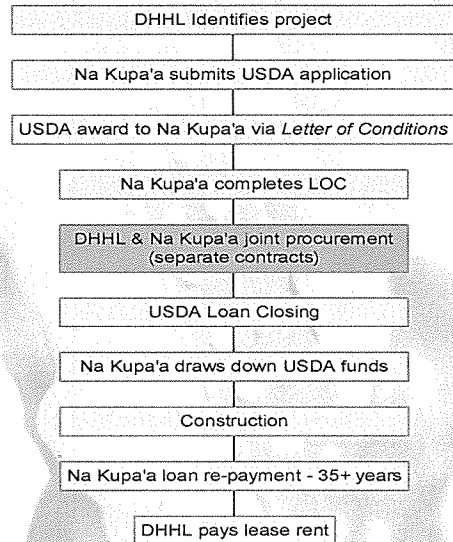 DHHL Identifies project
Na Kupa'a submits USDA application
USDA award to Na Kupa'a via Letter of Conditions
Na Kupa'a completes LOC
DHHL & Na Kupa'a joint procurement
(separate contracts)
USDA Loan Closing
Na Kupa'a draws down USDA funds
Construction
Na Kupa'a loan re-payment - 35+ years
DHHL pays lease rent